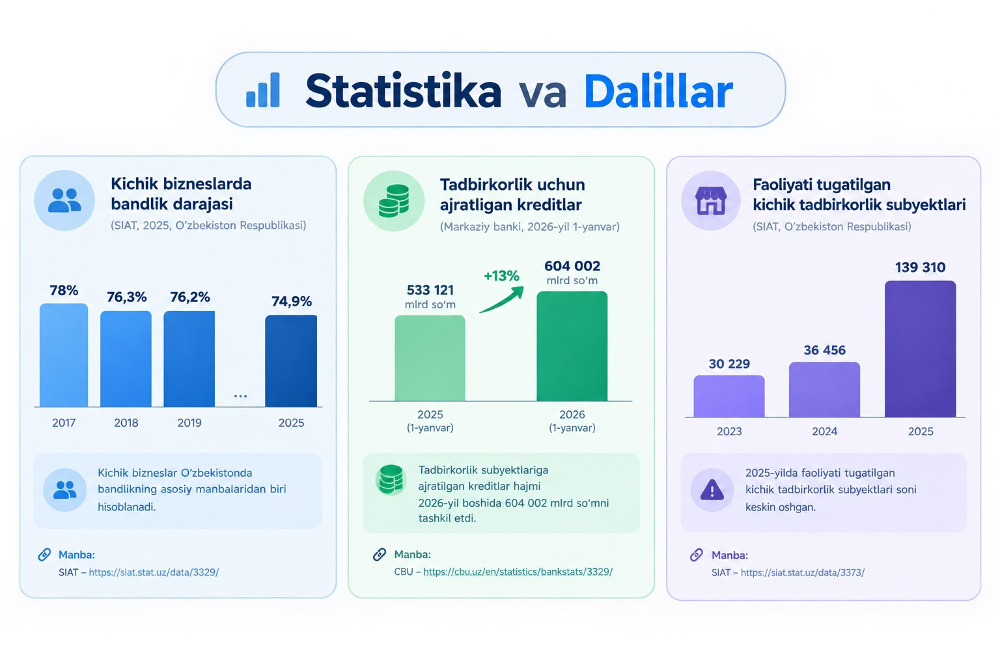 Statistika va Dalillar
Kichik bizneslarda
bandlik darajasi
(SIAT, 2025, O‘zbekiston Respublikasi)
78%
76,3%
76,2%
74,9%
...
2017
2018
2019
2025
Kichik bizneslar O‘zbekistonda
bandlikning asosiy manbalaridan biri
hisoblanadi.
Manba:
SIAT – https://siat.stat.uz/data/3329/
Tadbirkorlik uchun
ajratligan kreditlar
(Markaziy banki, 2026-yil 1-yanvar)
533 121
mlrd so‘m
+13%
604 002
mlrd so‘m
2025
(1-yanvar)
2026
(1-yanvar)
Tadbirkorlik subyektlariga
ajratilgan kreditlar hajmi
2026-yil boshida 604 002 mlrd so‘mni
tashkil etdi.
Manba:
CBU – https://cbu.uz/en/statistics/bankstats/3329/
Faoliyati tugatilgan
kichik tadbirkorlik subyektlari
(SIAT, O‘zbekiston Respublikasi)
30 229
36 456
139 310
2023
2024
2025
2025-yilda faoliyati tugatilgan
kichik tadbirkorlik subyektlari soni
keskin oshgan.
Manba:
SIAT – https://siat.stat.uz/data/3373/